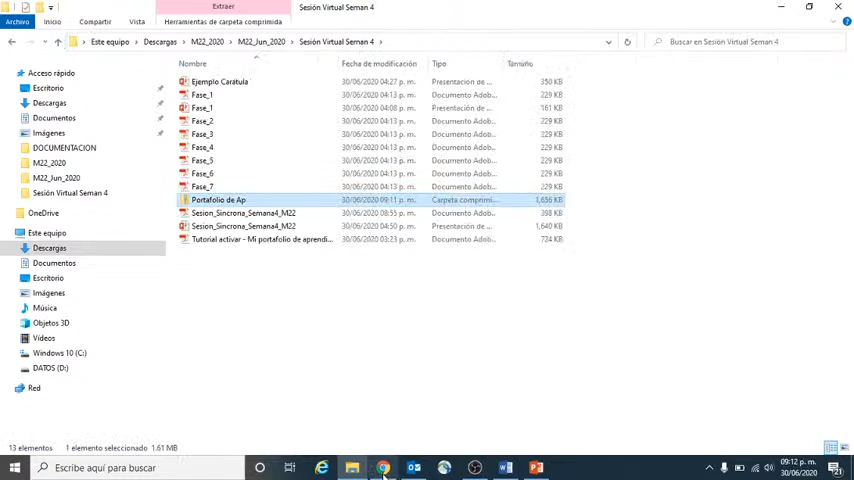 Extraer
Sesión Virtual Seman 4
Archivo Inicio Compartir Vista Herramientas de carpeta comprimida
Este equipo Descargas M22_2020 M22_Jun_2020 Sesión Virtual Seman 4
Buscar en Sesión Virtual Seman 4
Nombre Fecha de modificación Tipo Tamaño
Acceso rápido
Escritorio
Descargas
Documentos
Imágenes
DOCUMENTACION
M22_2020
M22_Jun_2020
Sesión Virtual Seman 4
OneDrive
Este equipo
Descargas
Documentos
Escritorio
Imágenes
Música
Objetos 3D
Vídeos
Windows 10 (C:)
DATOS (D:)
Red
Ejemplo Caratula 30/06/2020 04:27 p. m. Presentación de ... 350 KB
Fase_1 30/06/2020 04:13 p. m. Documento Adob... 229 KB
Fase_1 30/06/2020 04:08 p. m. Presentación de ... 161 KB
Fase_2 30/06/2020 04:13 p. m. Documento Adob... 229 KB
Fase_3 30/06/2020 04:13 p. m. Documento Adob... 229 KB
Fase_4 30/06/2020 04:13 p. m. Documento Adob... 229 KB
Fase_5 30/06/2020 04:13 p. m. Documento Adob... 229 KB
Fase_6 30/06/2020 04:13 p. m. Documento Adob... 229 KB
Fase_7 30/06/2020 04:13 p. m. Documento Adob... 229 KB
Portafolio de Ap 30/06/2020 09:11 p. m. Carpeta comprimi... 1,656 KB
Sesion_Sincrona_Semana4_M22 30/06/2020 08:55 p. m. Documento Adob... 398 KB
Sesion_Sincrona_Semana4_M22 30/06/2020 04:50 p. m. Presentación de ... 1,640 KB
Tutorial activar - Mi portafolio de aprendi... 30/06/2020 03:23 p. m. Documento Adob... 724 KB
13 elementos 1 elemento seleccionado 1.61 MB
Escribe aquí para buscar
09:12 p. m.
30/06/2020
21